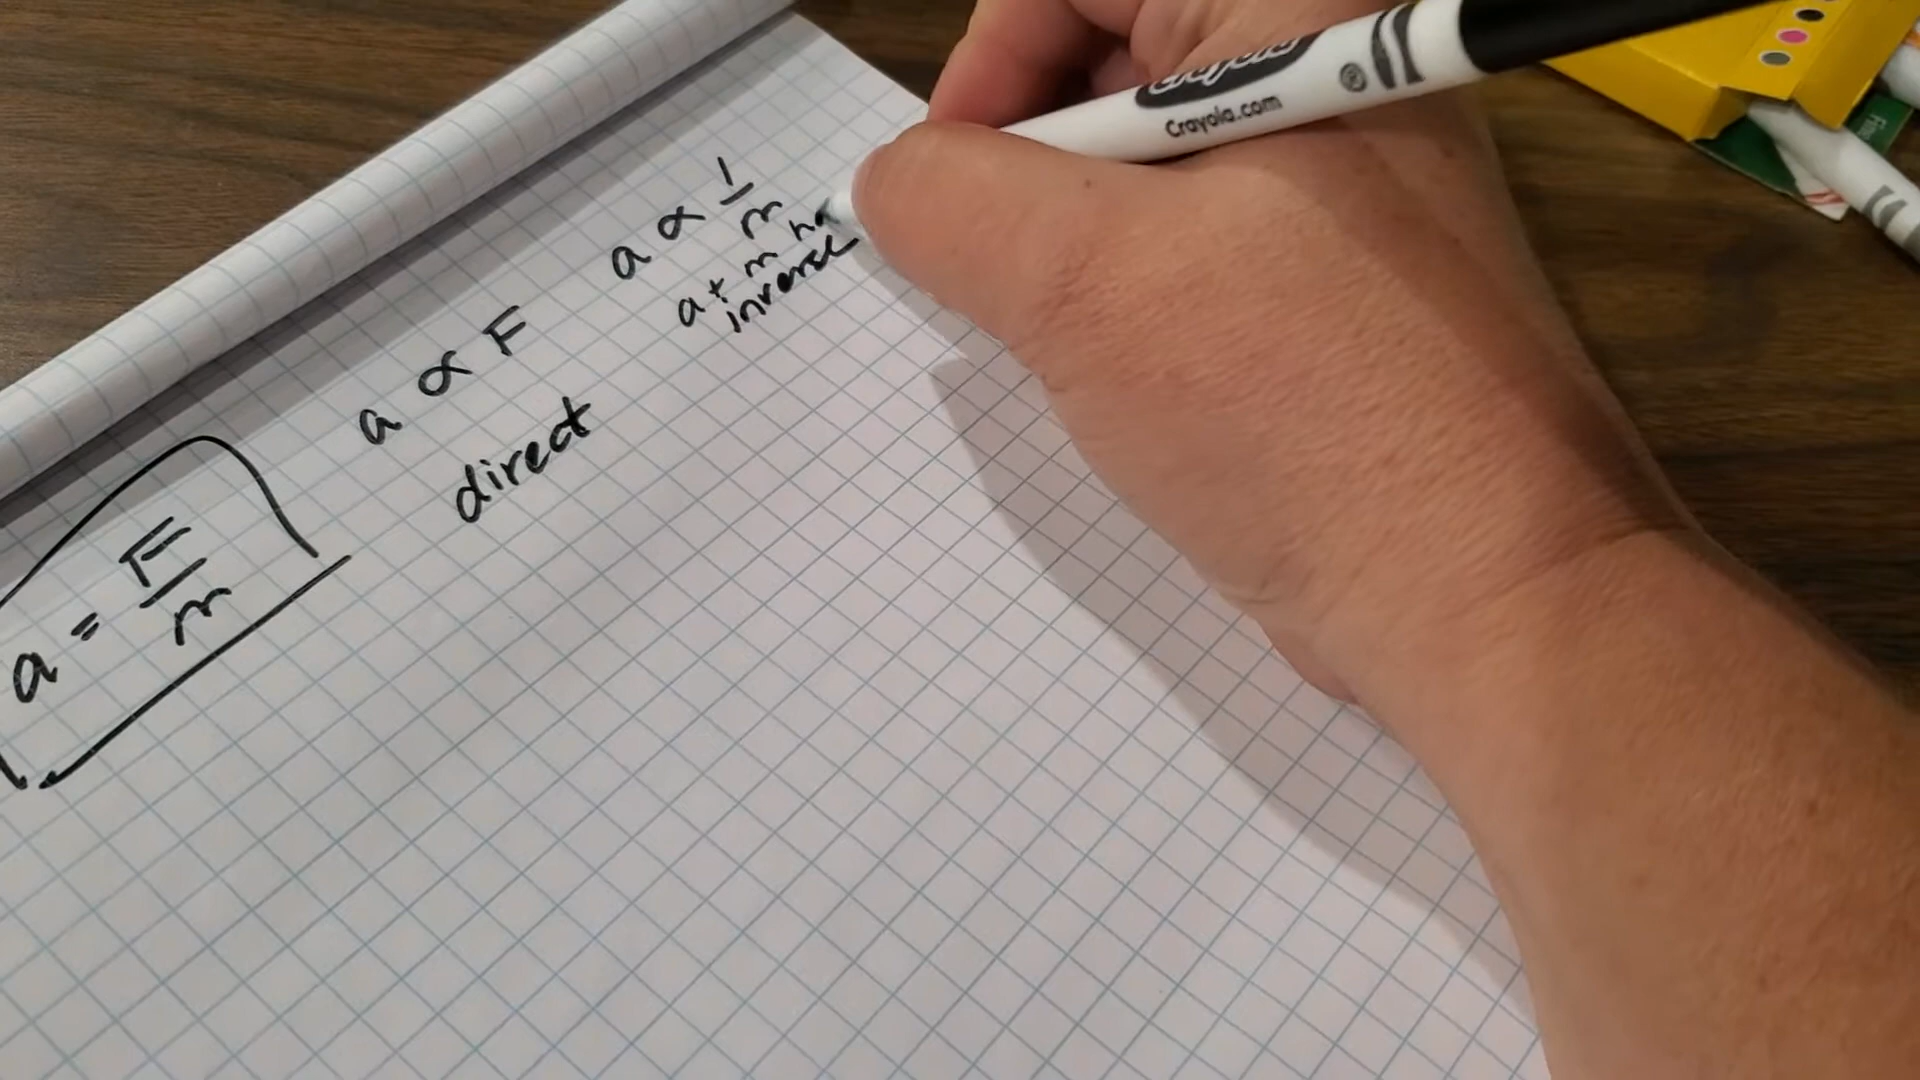 a = F/m
a ∝ F
direct
a ∝ 1/m
a + m
inverse
Crayola
Crayola.com
®